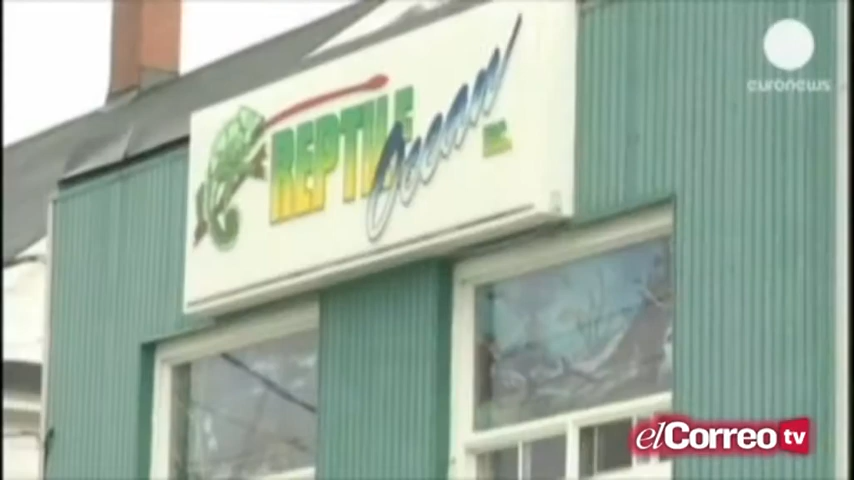 euronews
REPTILE
Ocean
INC.
elCorreo tv